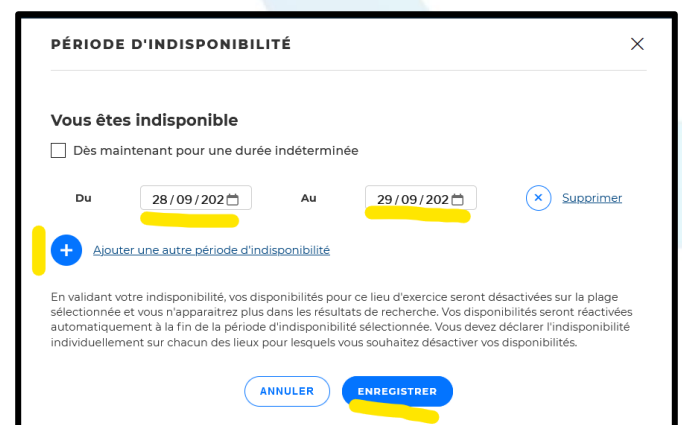 PÉRIODE D'INDISPONIBILITÉ
Vous êtes indisponible
Dès maintenant pour une durée indéterminée
Du 28/09/202 Au 29/09/202 Supprimer
Ajouter une autre période d'indisponibilité
En validant votre indisponibilité, vos disponibilités pour ce lieu d'exercice seront désactivées sur la plage
sélectionnée et vous n'apparaitrez plus dans les résultats de recherche. Vos disponibilités seront réactivées
automatiquement à la fin de la période d'indisponibilité sélectionnée. Vous devez déclarer l'indisponibilité
individuellement sur chacun des lieux pour lesquels vous souhaitez désactiver vos disponibilités.
ANNULER ENREGISTRER